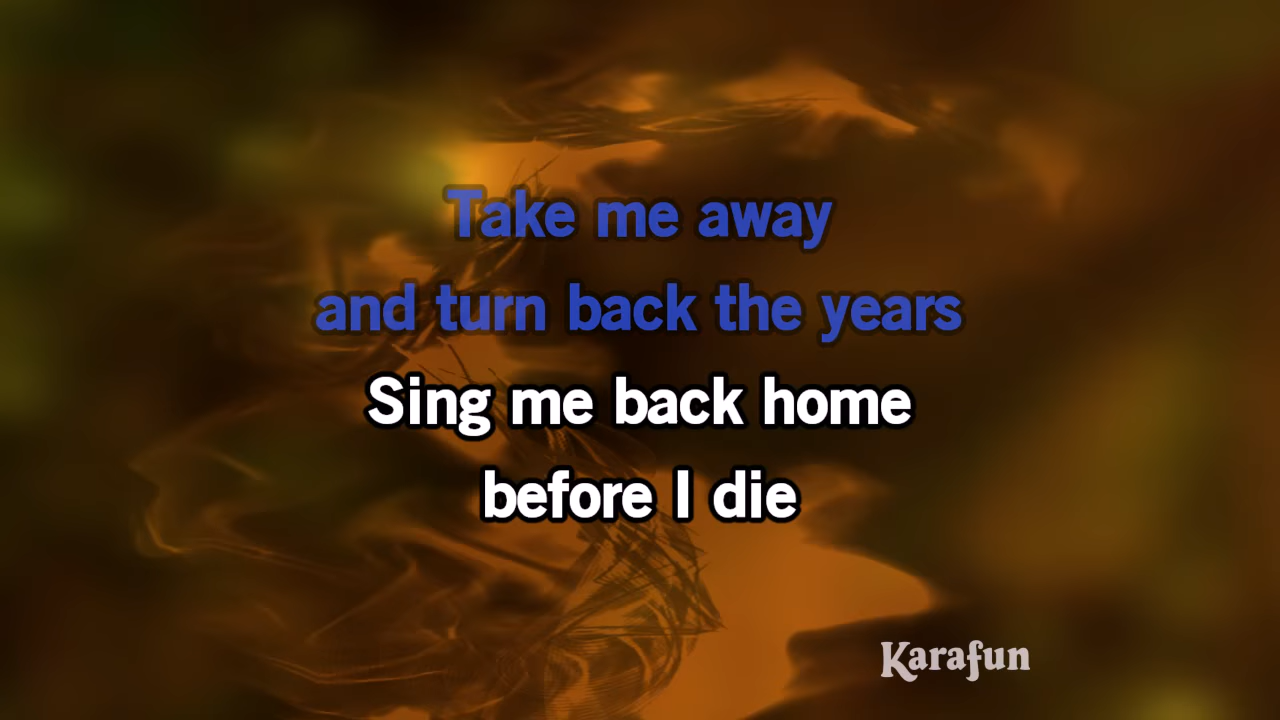 Take me away
and turn back the years
Sing me back home
before I die
Karafun